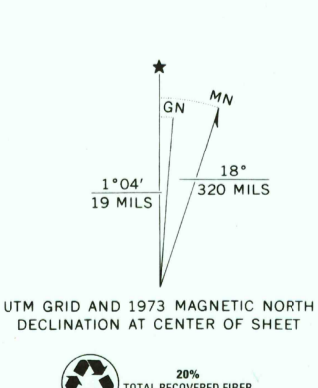 GN
MN
1°04′
19 MILS
18°
320 MILS
UTM GRID AND 1973 MAGNETIC NORTH
DECLINATION AT CENTER OF SHEET
20%
TOTAL RECOVERED FIBER